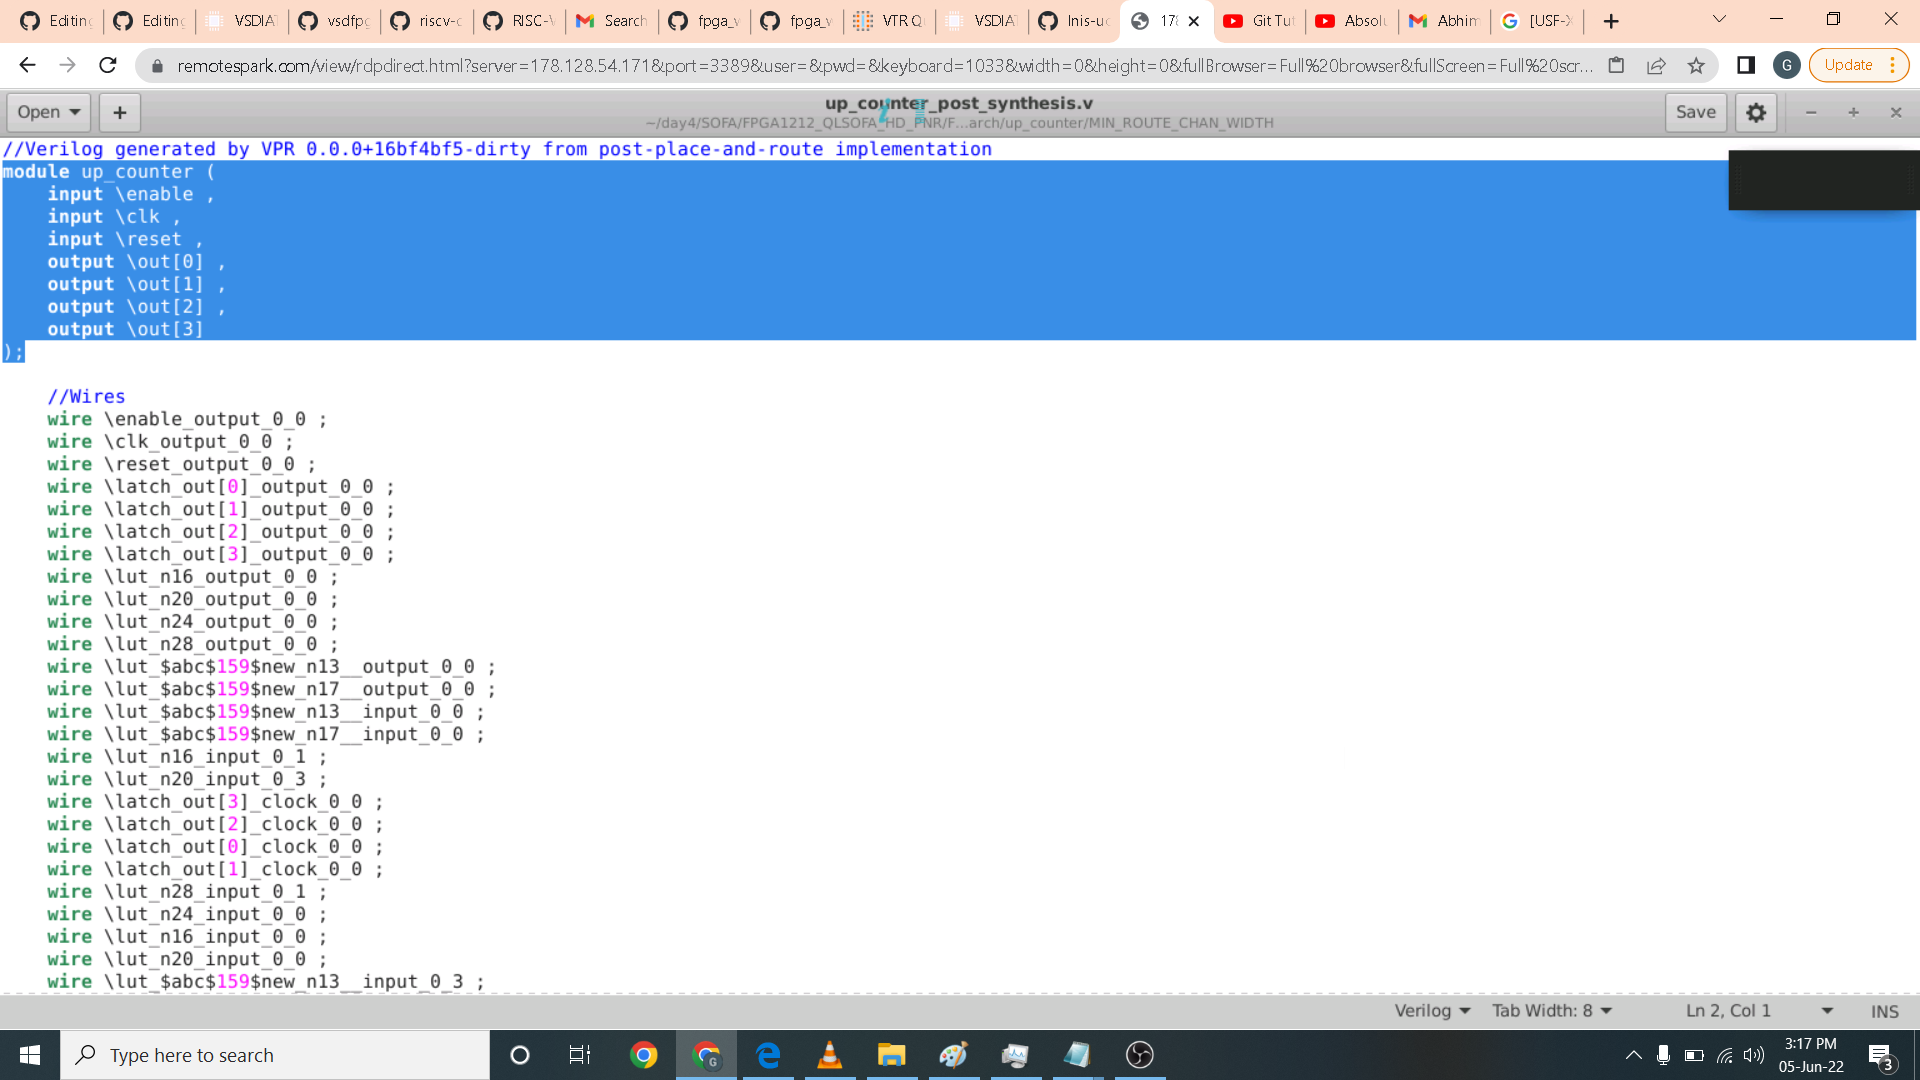 Editing
Editing
VSDIAT
vsdfpg
riscv-c
RISC-V
Search
fpga_v
fpga_v
VTR Q
VSDIAT
lnis-uo
178
Git Tut
Absolu
Abhim
[USF-X
remotespark.com/view/rdpdirect.html?server=178.128.54.171&port=3389&user=&pwd=&keyboard=1033&width=0&height=0&fullBrowser=Full%20browser&fullScreen=Full%20scr...
G
Update
Open
up_counter_post_synthesis.v
~/day4/SOFA/FPGA1212_QLSOFA_HD_PNR/F...arch/up_counter/MIN_ROUTE_CHAN_WIDTH
Save
//Verilog generated by VPR 0.0.0+16bf4bf5-dirty from post-place-and-route implementation
module up_counter (
    input \enable ,
    input \clk ,
    input \reset ,
    output \out[0] ,
    output \out[1] ,
    output \out[2] ,
    output \out[3]
);
    //Wires
    wire \enable_output_0_0 ;
    wire \clk_output_0_0 ;
    wire \reset_output_0_0 ;
    wire \latch_out[0]_output_0_0 ;
    wire \latch_out[1]_output_0_0 ;
    wire \latch_out[2]_output_0_0 ;
    wire \latch_out[3]_output_0_0 ;
    wire \lut_n16_output_0_0 ;
    wire \lut_n20_output_0_0 ;
    wire \lut_n24_output_0_0 ;
    wire \lut_n28_output_0_0 ;
    wire \lut_$abc$159$new_n13__output_0_0 ;
    wire \lut_$abc$159$new_n17__output_0_0 ;
    wire \lut_$abc$159$new_n13__input_0_0 ;
    wire \lut_$abc$159$new_n17__input_0_0 ;
    wire \lut_n16_input_0_1 ;
    wire \lut_n20_input_0_3 ;
    wire \latch_out[3]_clock_0_0 ;
    wire \latch_out[2]_clock_0_0 ;
    wire \latch_out[0]_clock_0_0 ;
    wire \latch_out[1]_clock_0_0 ;
    wire \lut_n28_input_0_1 ;
    wire \lut_n24_input_0_0 ;
    wire \lut_n16_input_0_0 ;
    wire \lut_n20_input_0_0 ;
    wire \lut_$abc$159$new_n13__input_0_3 ;
Verilog
Tab Width: 8
Ln 2, Col 1
INS
Type here to search
3:17 PM
05-Jun-22
3